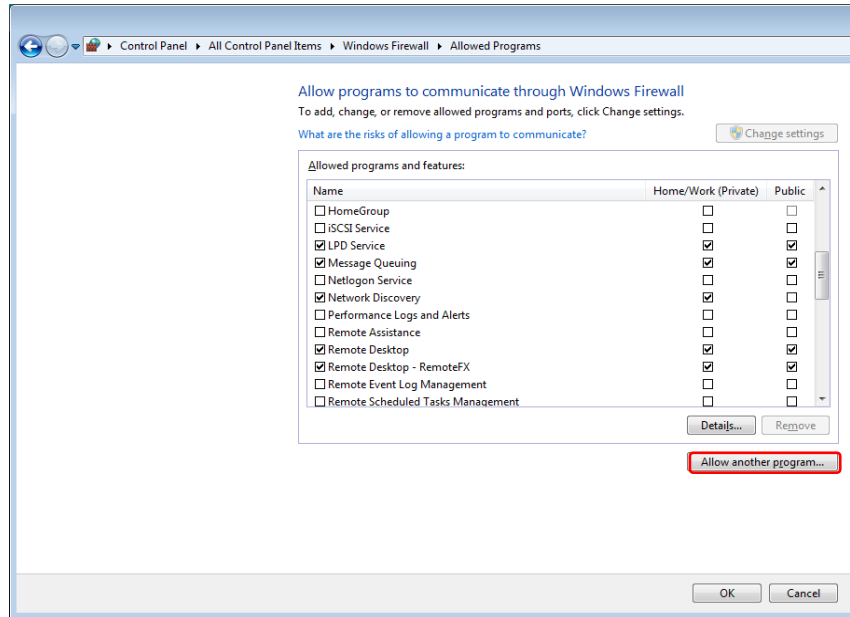 Control Panel ▸ All Control Panel Items ▸ Windows Firewall ▸ Allowed Programs
Allow programs to communicate through Windows Firewall
To add, change, or remove allowed programs and ports, click Change settings.
What are the risks of allowing a program to communicate?
Change settings
Allowed programs and features:
Name Home/Work (Private) Public
HomeGroup
iSCSI Service
LPD Service
Message Queuing
Netlogon Service
Network Discovery
Performance Logs and Alerts
Remote Assistance
Remote Desktop
Remote Desktop - RemoteFX
Remote Event Log Management
Remote Scheduled Tasks Management
Details... Remove
Allow another program...
OK Cancel